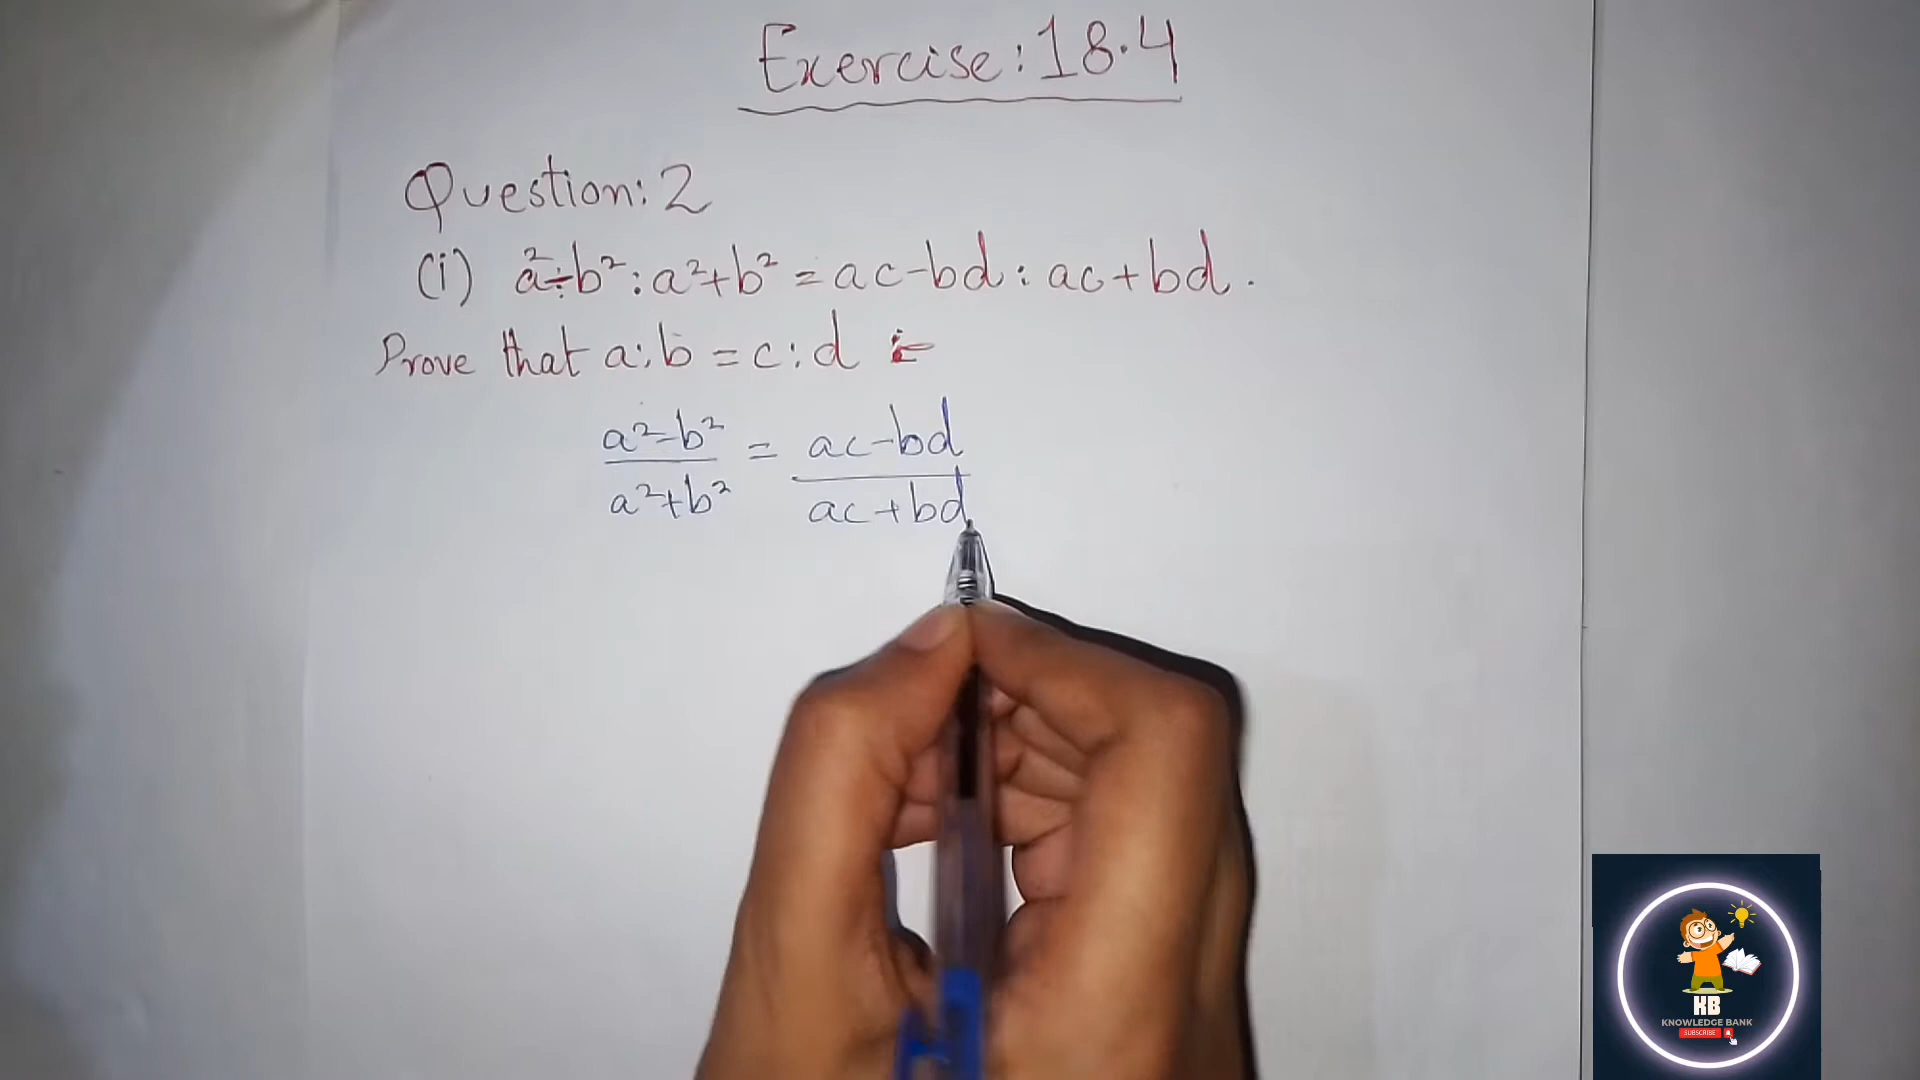 Exercise: 18.4
Question: 2
(i) a²÷b² : a²+b² = ac-bd : ac+bd.
Prove that a:b = c:d
a²-b² = ac-bd
a²+b² ac+bd
KB
KNOWLEDGE BANK
SUBSCRIBE